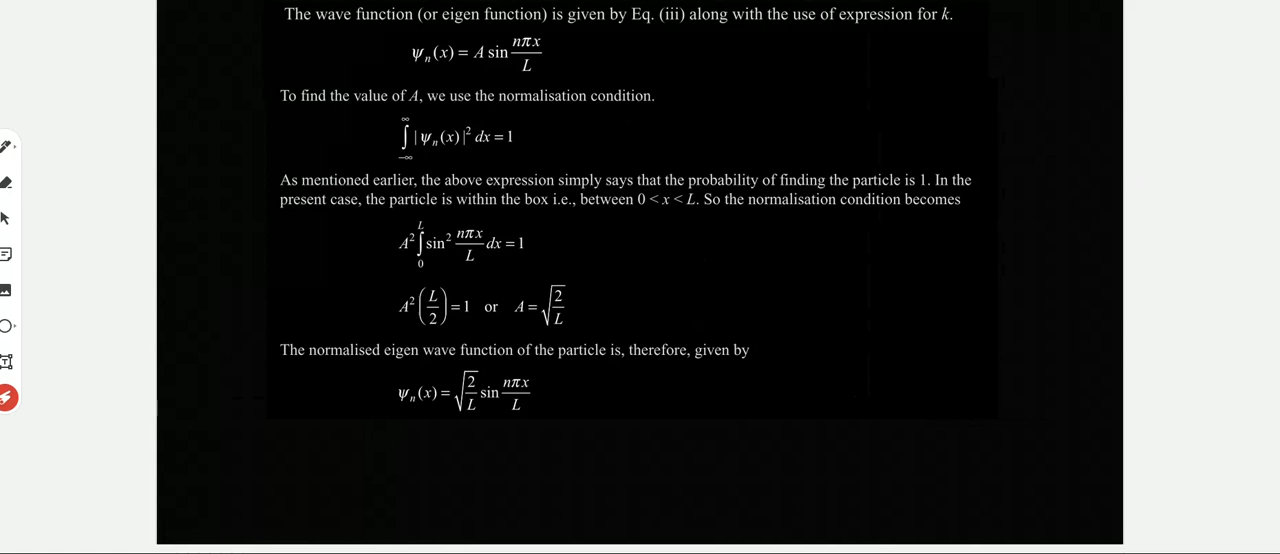 The wave function (or eigen function) is given by Eq. (iii) along with the use of expression for k.
ψₙ(x) = A sin nπx/L
To find the value of A, we use the normalisation condition.
∫_{-∞}^{∞} |ψₙ(x)|² dx = 1
As mentioned earlier, the above expression simply says that the probability of finding the particle is 1. In the
present case, the particle is within the box i.e., between 0 < x < L. So the normalisation condition becomes
A² ∫_{0}^{L} sin² nπx/L dx = 1
A² (L/2) = 1 or A = √(2/L)
The normalised eigen wave function of the particle is, therefore, given by
ψₙ(x) = √(2/L) sin nπx/L